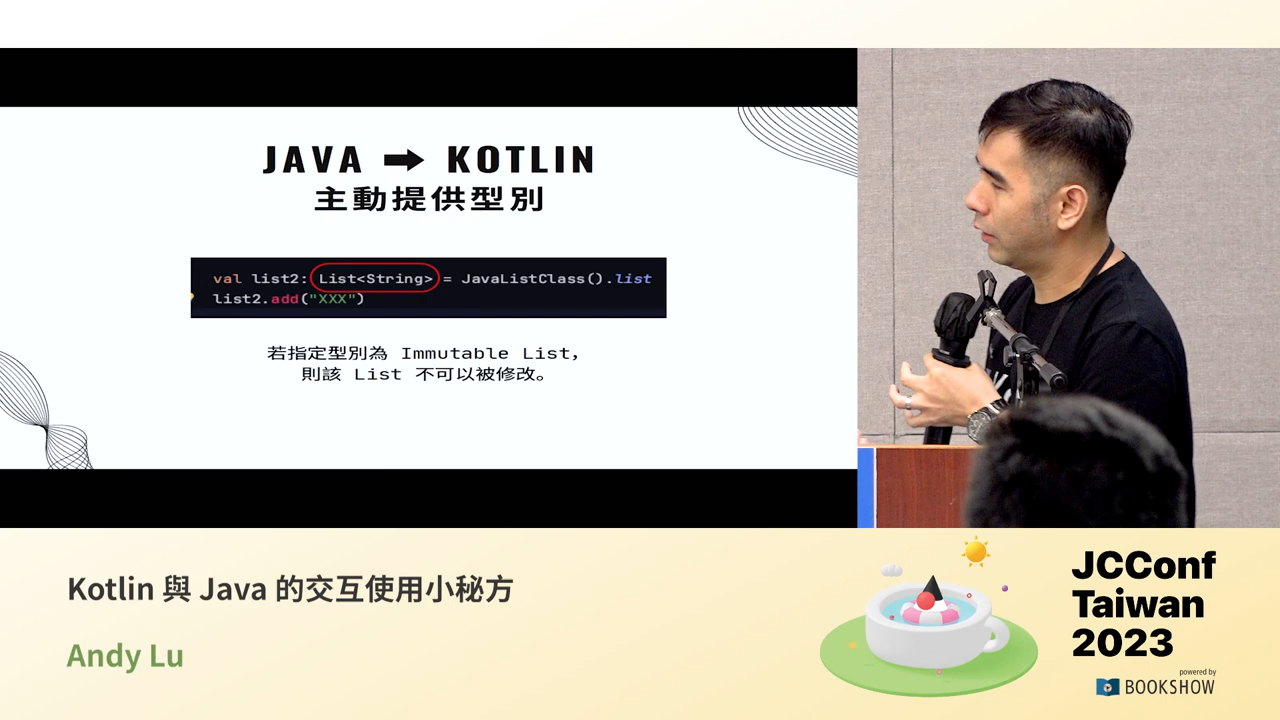 JAVA ➡ KOTLIN
主動提供型別
val list2: List<String> = JavaListClass().list
list2.add("XXX")
若指定型別為 Immutable List,
則該 List 不可以被修改。
Kotlin 與 Java 的交互使用小秘方
Andy Lu
JCConf
Taiwan
2023
powered by
BOOKSHOW